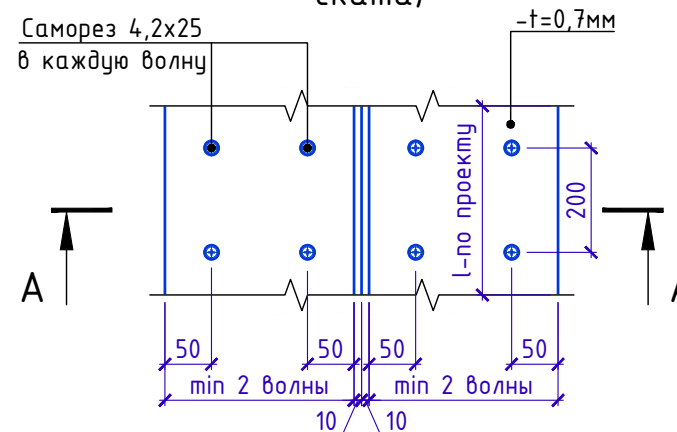 ската)
Саморез 4,2х25
в каждую волну
-t=0,7мм
l-по проекту
200
А
50
50
50
50
min 2 волны
min 2 волны
10
10